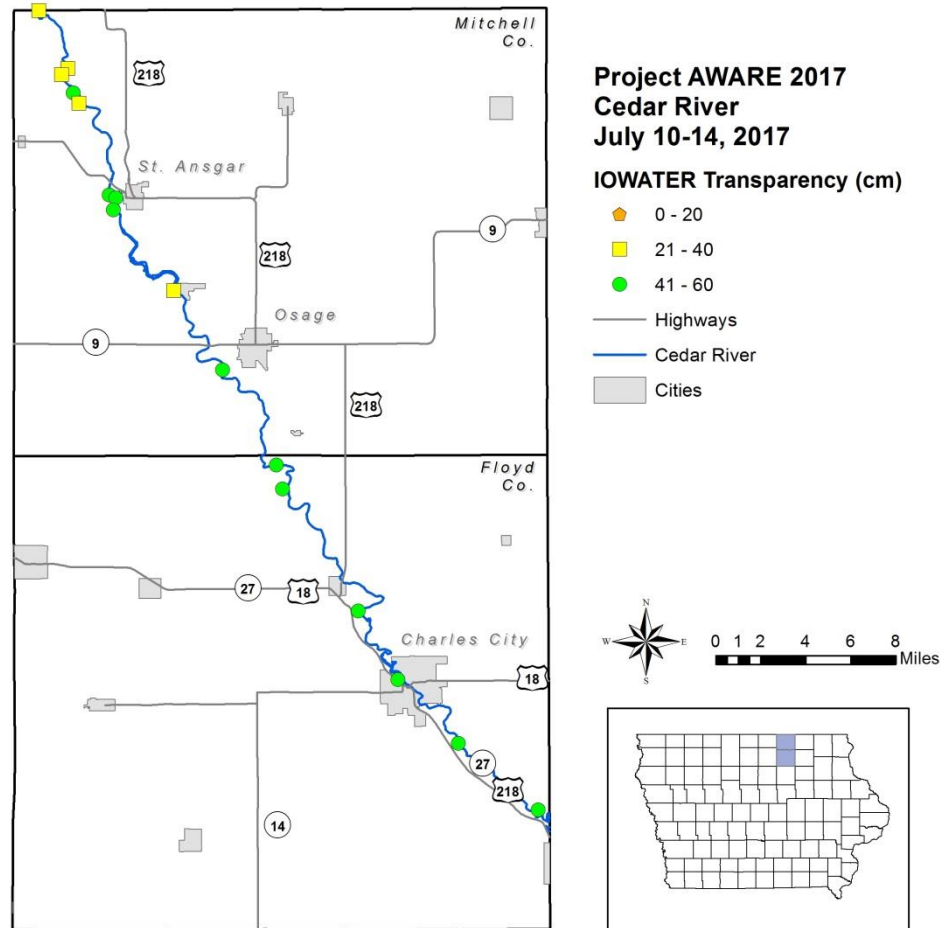 Mitchell
Co.
218
St. Ansgar
9
218
Osage
9
218
Floyd
Co.
27
18
Charles City
18
27
218
14
Project AWARE 2017
Cedar River
July 10-14, 2017
IOWATER Transparency (cm)
0 - 20
21 - 40
41 - 60
Highways
Cedar River
Cities
N
W
E
S
0 1 2 4 6 8
Miles